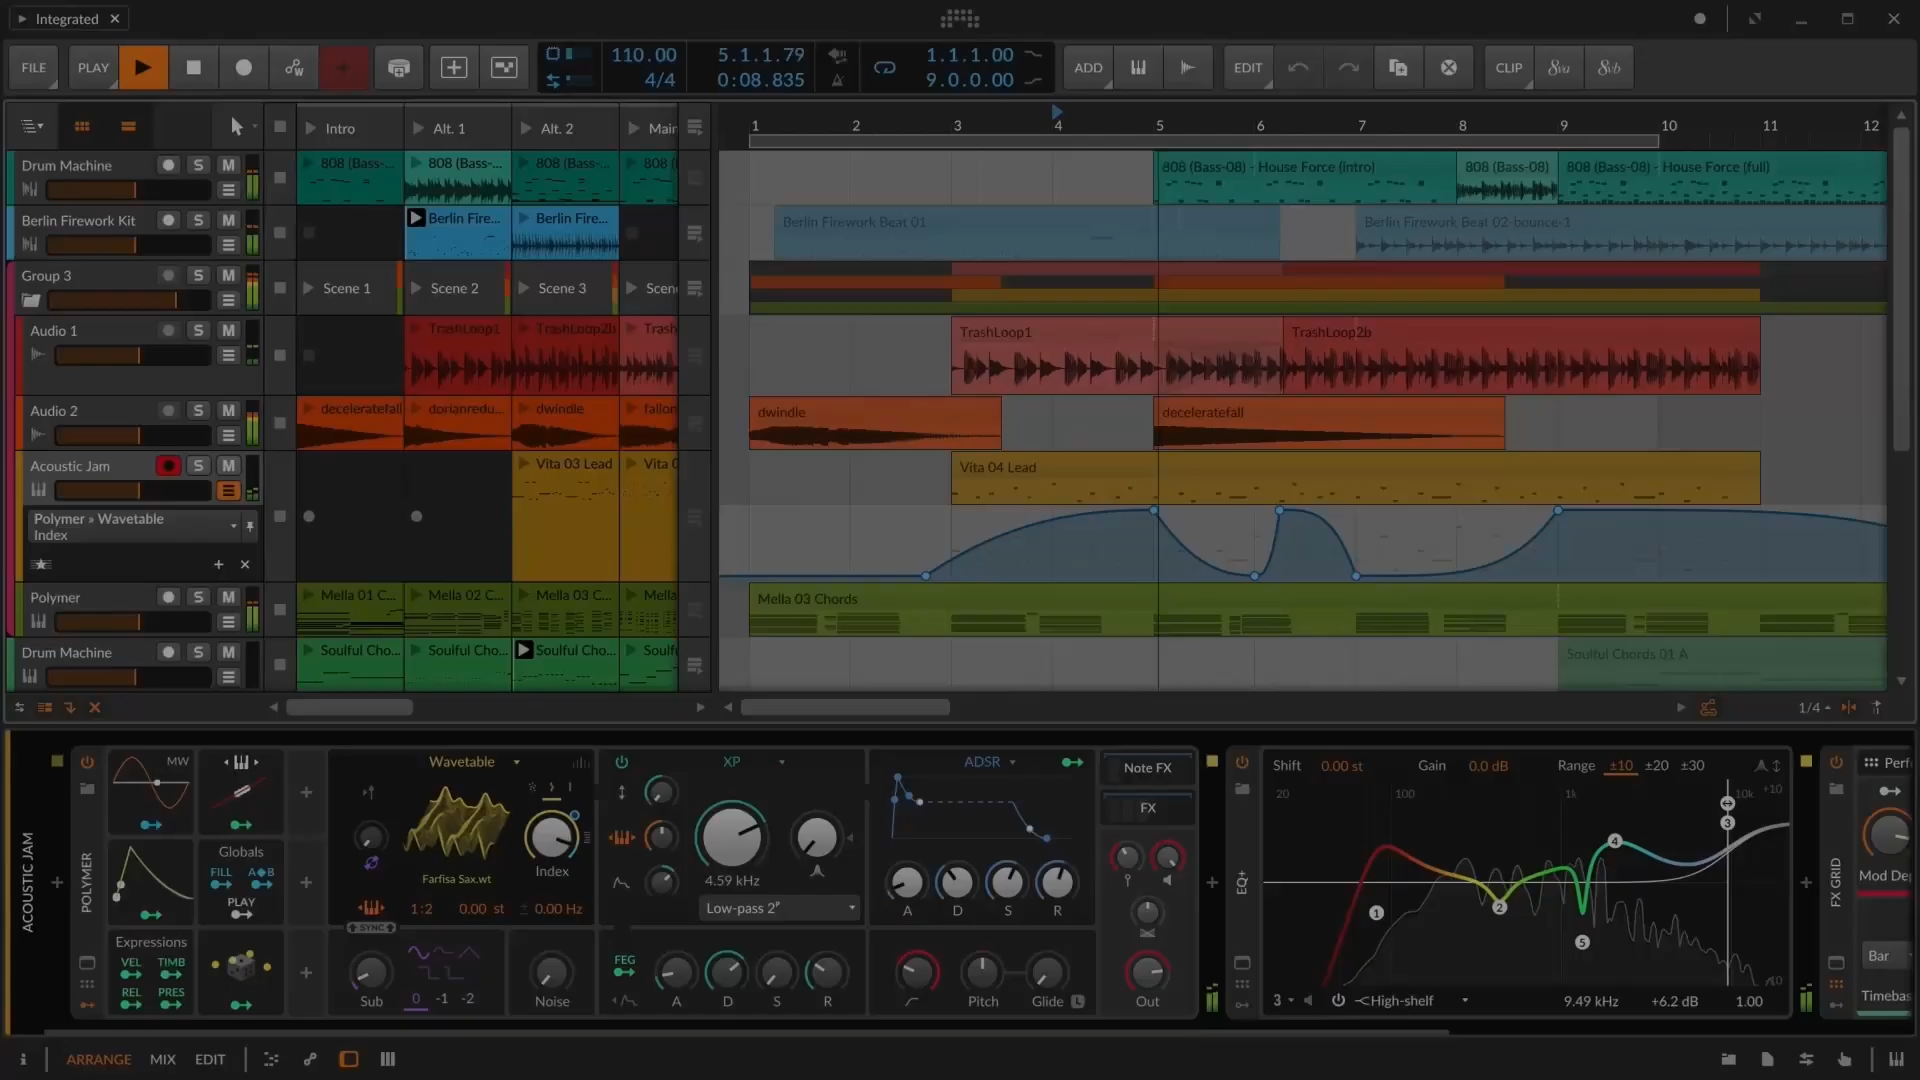 Integrated
FILE PLAY 110.00 5.1.1.79 1.1.1.00 ADD EDIT CLIP
4/4 0:08.835 9.0.0.00
Intro Alt. 1 Alt. 2 Main
1 2 3 4 5 6 7 8 9 10 11 12
Drum Machine S M
808 (Bass-... 808 (Bass-... 808 (Bass-... 808 (
808 (Bass-08) - House Force (intro) 808 (Bass-08) 808 (Bass-08) - House Force (full)
Berlin Firework Kit S M
Berlin Fire... Berlin Fire...
Berlin Firework Beat 01 Berlin Firework Beat 02-bounce-1
Group 3 S M
Scene 1 Scene 2 Scene 3 Scen
Audio 1 S M
TrashLoop1 TrashLoop2b Trash
TrashLoop1 TrashLoop2b
Audio 2 S M
deceleratefall dorianredu... dwindle fallon
dwindle deceleratefall
Acoustic Jam S M
Vita 03 Lead Vita 0
Vita 04 Lead
Polymer » Wavetable
Index
Polymer S M
Mella 01 C... Mella 02 C... Mella 03 C... Mella
Mella 03 Chords
Drum Machine S M
Soulful Cho... Soulful Cho... Soulful Cho... Soulf
Soulful Chords 01 A
1/4
ACOUSTIC JAM
POLYMER
MW
Globals
FILL A◆B
PLAY
Expressions
VEL TIMB
REL PRES
Wavetable
Index
Farfisa Sax.wt
1:2 0.00 st ± 0.00 Hz
SYNC
Sub 0 -1 -2 Noise
XP
4.59 kHz
Low-pass 2ᴾ
FEG
A D S R
ADSR
A D S R
Pitch Glide L
Note FX
FX
Out
EQ+
Shift 0.00 st Gain 0.0 dB Range ±10 ±20 ±30
20 100 1k 10k +10
1 2 3 4 5
-10
3 High-shelf 9.49 kHz +6.2 dB 1.00
FX GRID
Perf
Mod Dep
Bar
Timebas
i ARRANGE MIX EDIT